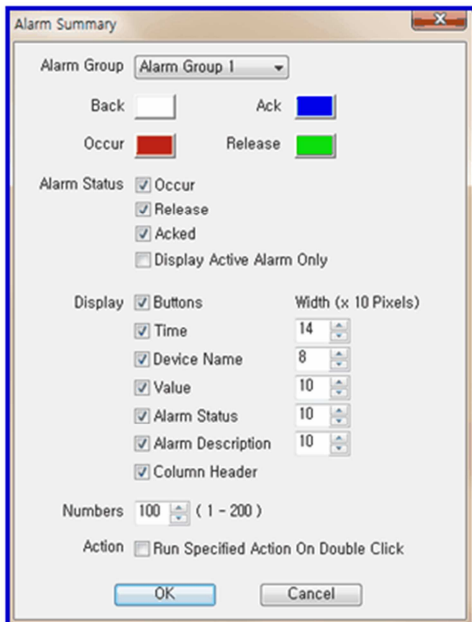 Alarm Summary
Alarm Group Alarm Group 1
Back Ack
Occur Release
Alarm Status Occur
Release
Acked
Display Active Alarm Only
Display Buttons Width (x 10 Pixels)
Time 14
Device Name 8
Value 10
Alarm Status 10
Alarm Description 10
Column Header
Numbers 100 ( 1 - 200 )
Action Run Specified Action On Double Click
OK Cancel